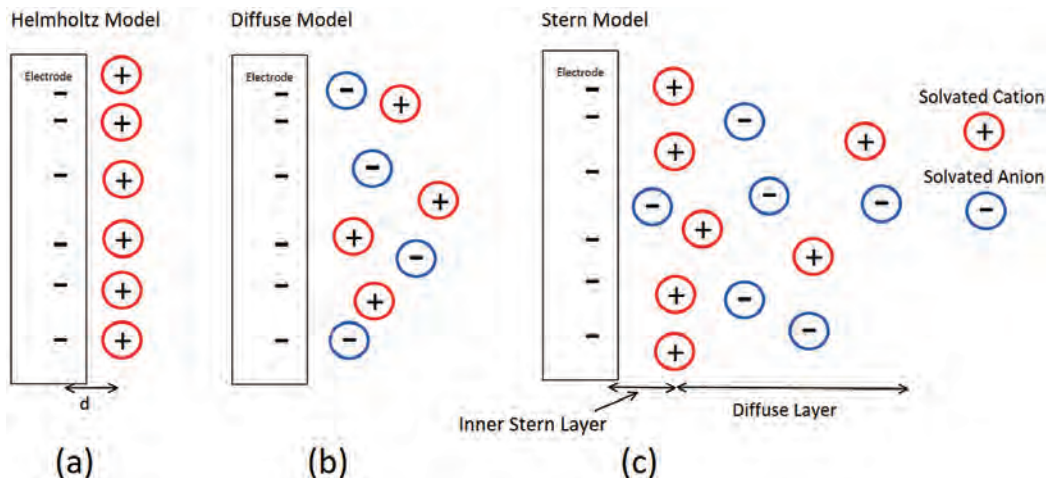 Helmholtz Model
Diffuse Model
Stern Model
Electrode
Electrode
Electrode
Solvated Cation
Solvated Anion
d
Inner Stern Layer
Diffuse Layer
(a)
(b)
(c)